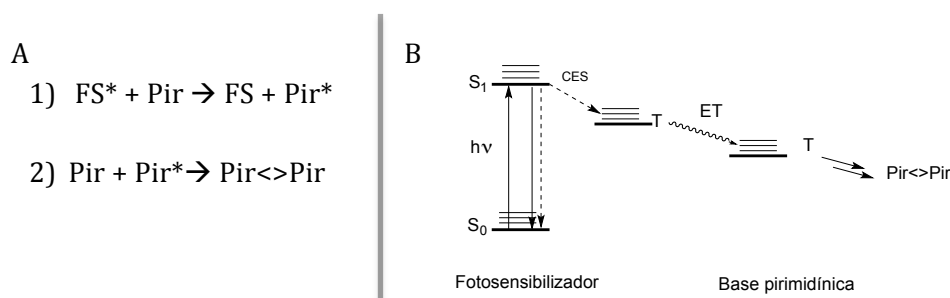 A
1) FS* + Pir → FS + Pir*
2) Pir + Pir*→ Pir<>Pir
B
S1
CES
T
ET
T
hν
Pir<>Pir
S0
Fotosensibilizador
Base pirimidínica